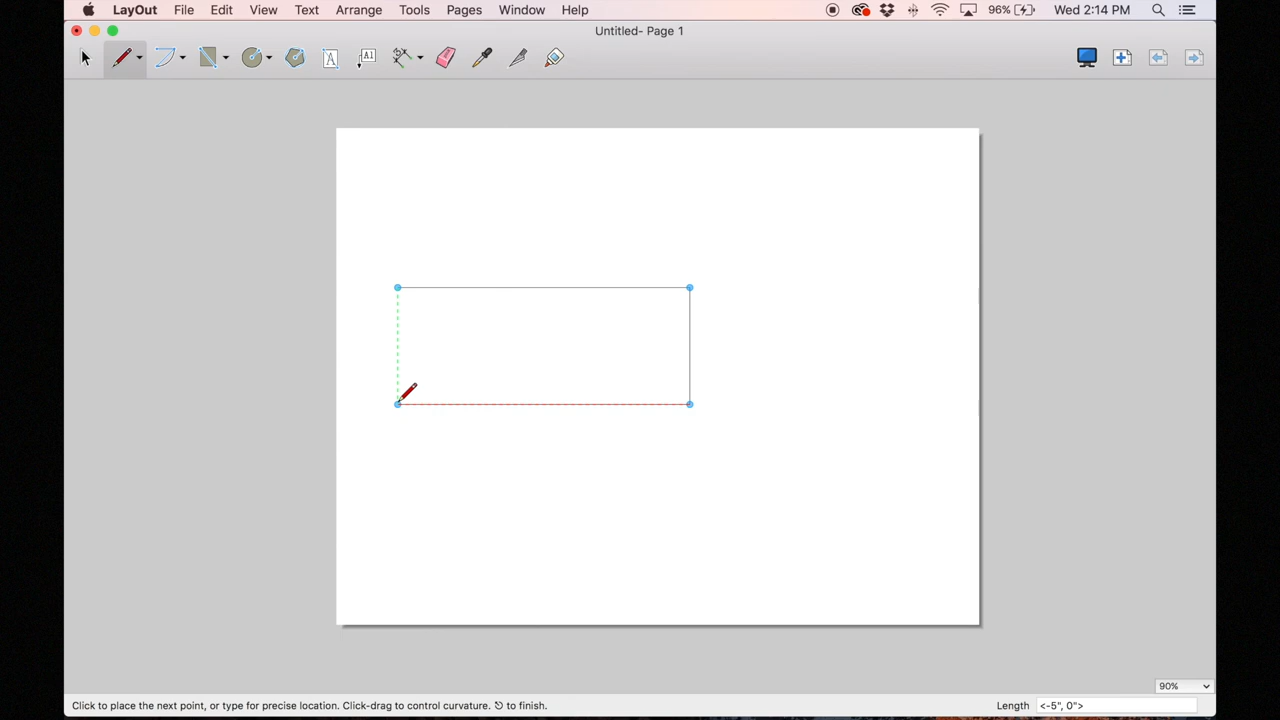 LayOut File Edit View Text Arrange Tools Pages Window Help 96% Wed 2:14 PM
Untitled- Page 1
A AI
90%
Click to place the next point, or type for precise location. Click-drag to control curvature. ⎋ to finish. Length <-5", 0">